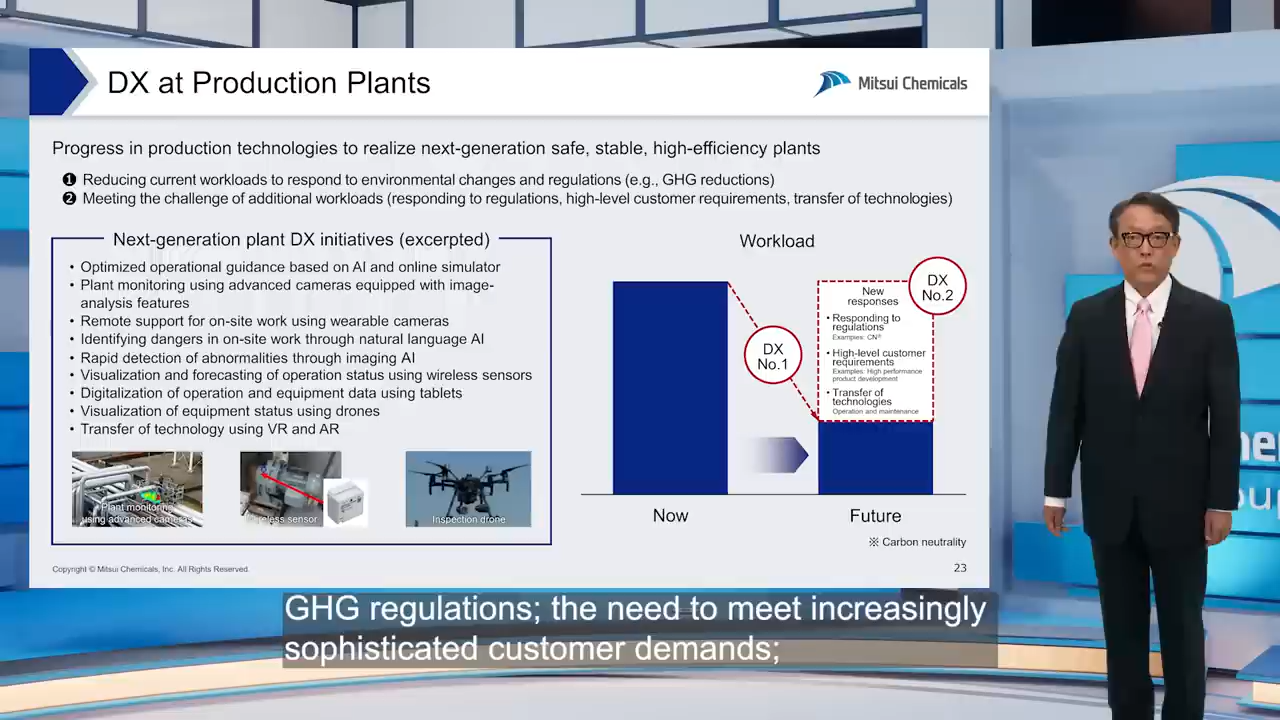 DX at Production Plants
Mitsui Chemicals
Progress in production technologies to realize next-generation safe, stable, high-efficiency plants
❶ Reducing current workloads to respond to environmental changes and regulations (e.g., GHG reductions)
❷ Meeting the challenge of additional workloads (responding to regulations, high-level customer requirements, transfer of technologies)
Next-generation plant DX initiatives (excerpted)
• Optimized operational guidance based on AI and online simulator
• Plant monitoring using advanced cameras equipped with image-
analysis features
• Remote support for on-site work using wearable cameras
• Identifying dangers in on-site work through natural language AI
• Rapid detection of abnormalities through imaging AI
• Visualization and forecasting of operation status using wireless sensors
• Digitalization of operation and equipment data using tablets
• Visualization of equipment status using drones
• Transfer of technology using VR and AR
Plant monitoring
using advanced cameras
Wireless sensor
Inspection drone
Workload
DX
No.1
DX
No.2
New
responses
• Responding to
regulations
Examples: CN※
• High-level customer
requirements
Examples: High performance
product development
• Transfer of
technologies
Operation and maintenance
Now
Future
※ Carbon neutrality
Copyright © Mitsui Chemicals, Inc. All Rights Reserved.
23
GHG regulations; the need to meet increasingly
sophisticated customer demands;